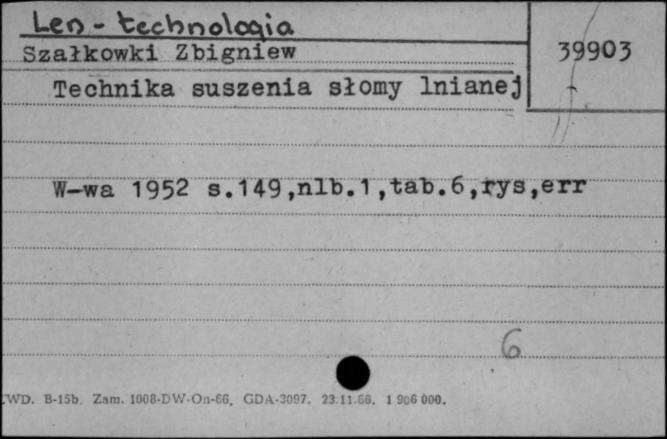 Len - technologia
Szałkowki Zbigniew
39903
Technika suszenia słomy lnianej
W-wa 1952 s.149,nlb.1,tab.6,rys,err
6
WD. B-15b. Zam. 1008-DW-On-66. GDA-3097. 23.11.66. 1 906 000.